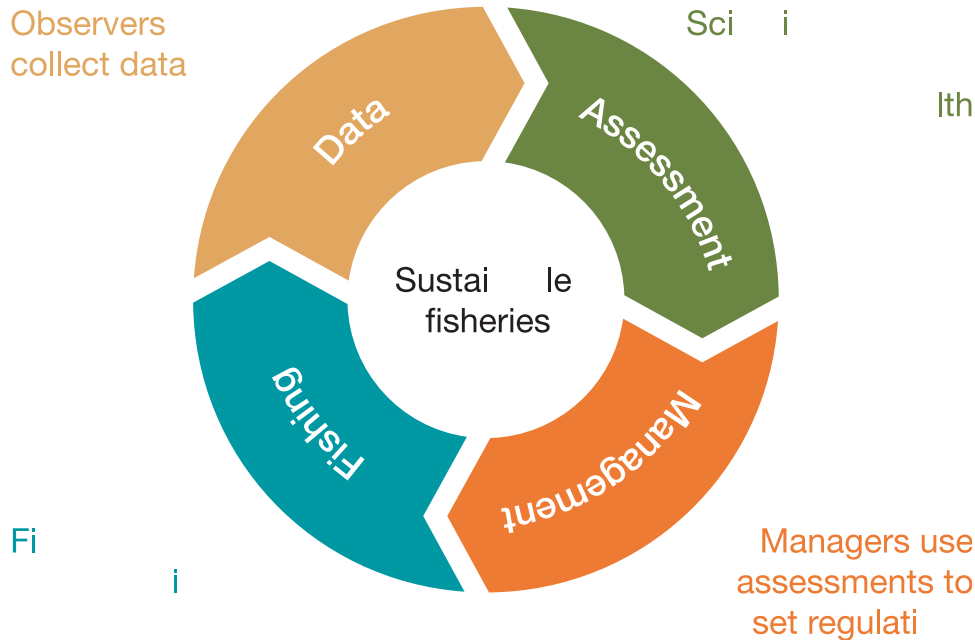 Observers
collect data
Sci i
lth
Data
Assessment
Sustai le
fisheries
Fishing
Management
Fi
i
Managers use
assessments to
set regulati